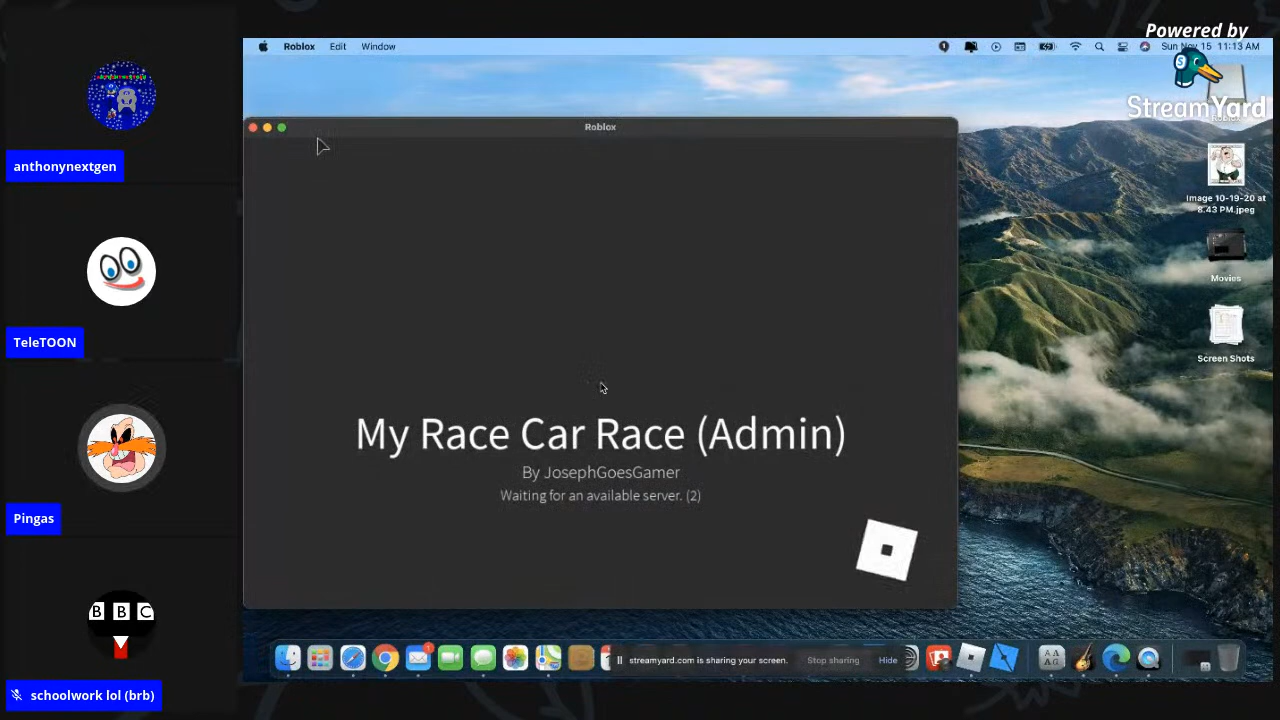 Powered by
StreamYard
Roblox Edit Window
Sun Nov 15 11:13 AM
Roblox
Image 10-19-20 at
8.43 PM.jpeg
Movies
Screen Shots
anthonynextgen
TeleTOON
Pingas
BBC
schoolwork lol (brb)
My Race Car Race (Admin)
By JosephGoesGamer
Waiting for an available server. (2)
streamyard.com is sharing your screen.
Stop sharing
Hide